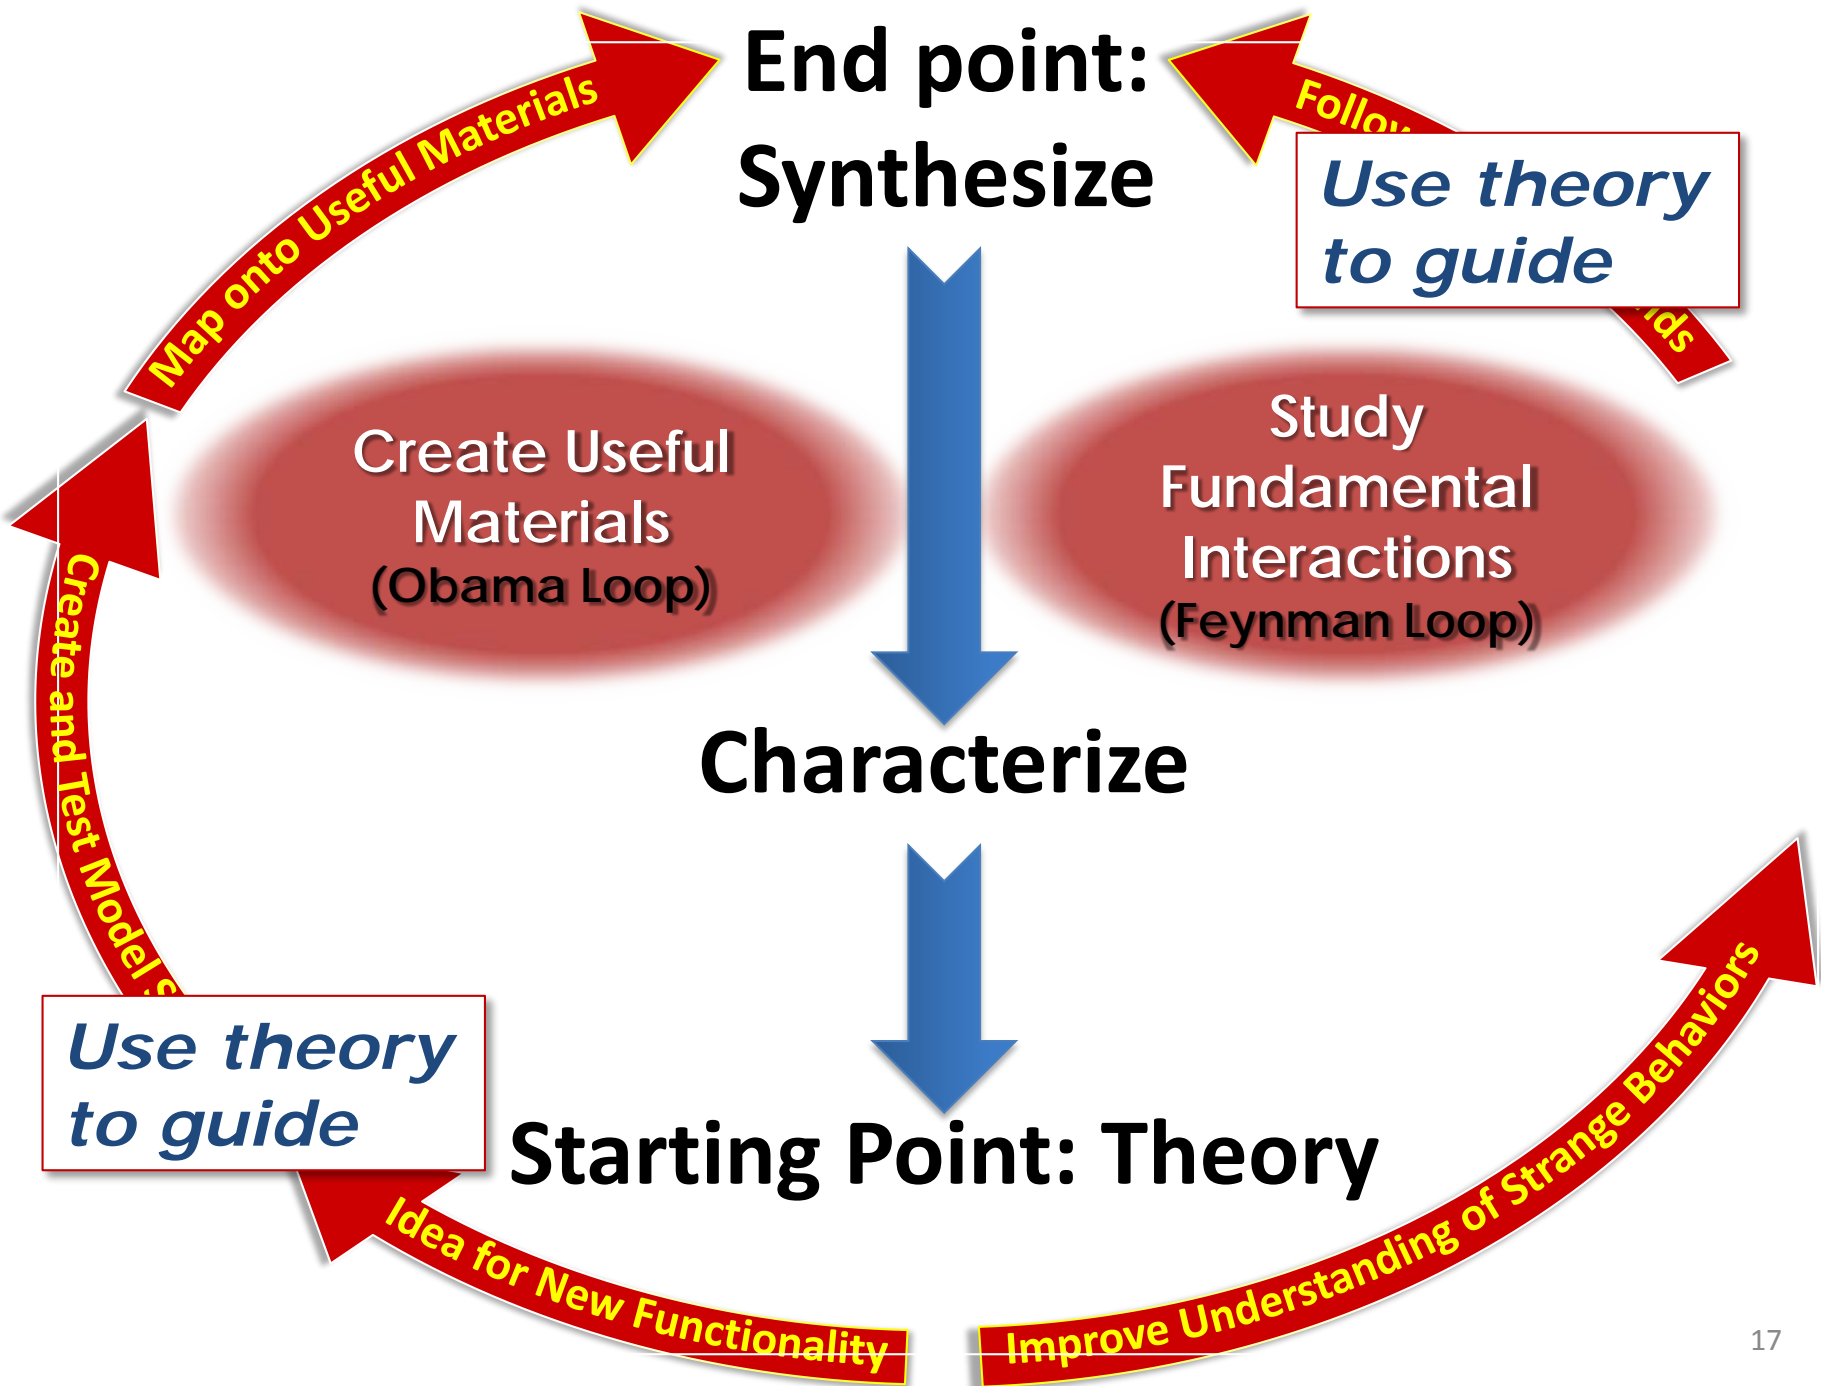 End point:
Synthesize
Map onto Useful Materials
Use theory
to guide
Create Useful
Materials
(Obama Loop)
Study
Fundamental
Interactions
(Feynman Loop)
Create and Test Model
Characterize
Use theory
to guide
Starting Point: Theory
Idea for New Functionality
Improve Understanding of Strange Behaviors
17